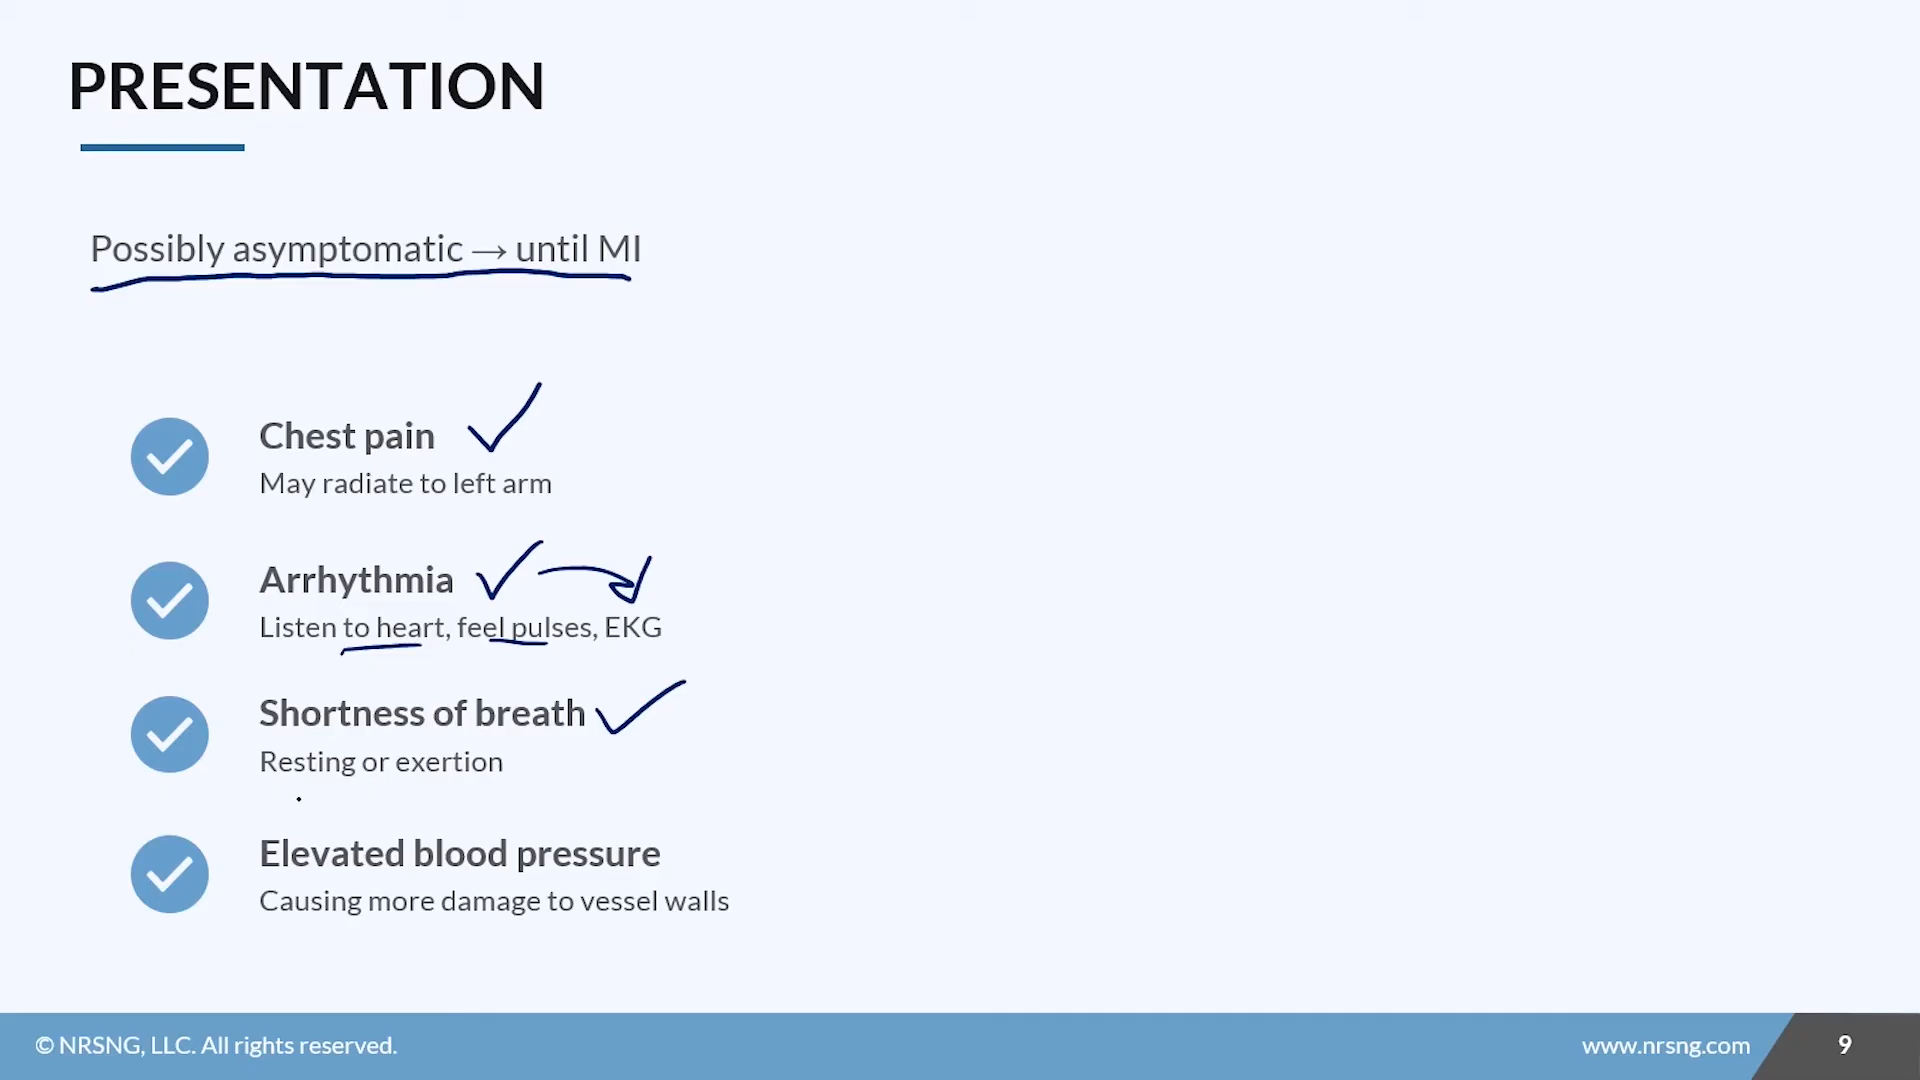 PRESENTATION
Possibly asymptomatic → until MI
Chest pain
May radiate to left arm
Arrhythmia
Listen to heart, feel pulses, EKG
Shortness of breath
Resting or exertion
Elevated blood pressure
Causing more damage to vessel walls
© NRSNG, LLC. All rights reserved.
www.nrsng.com
9